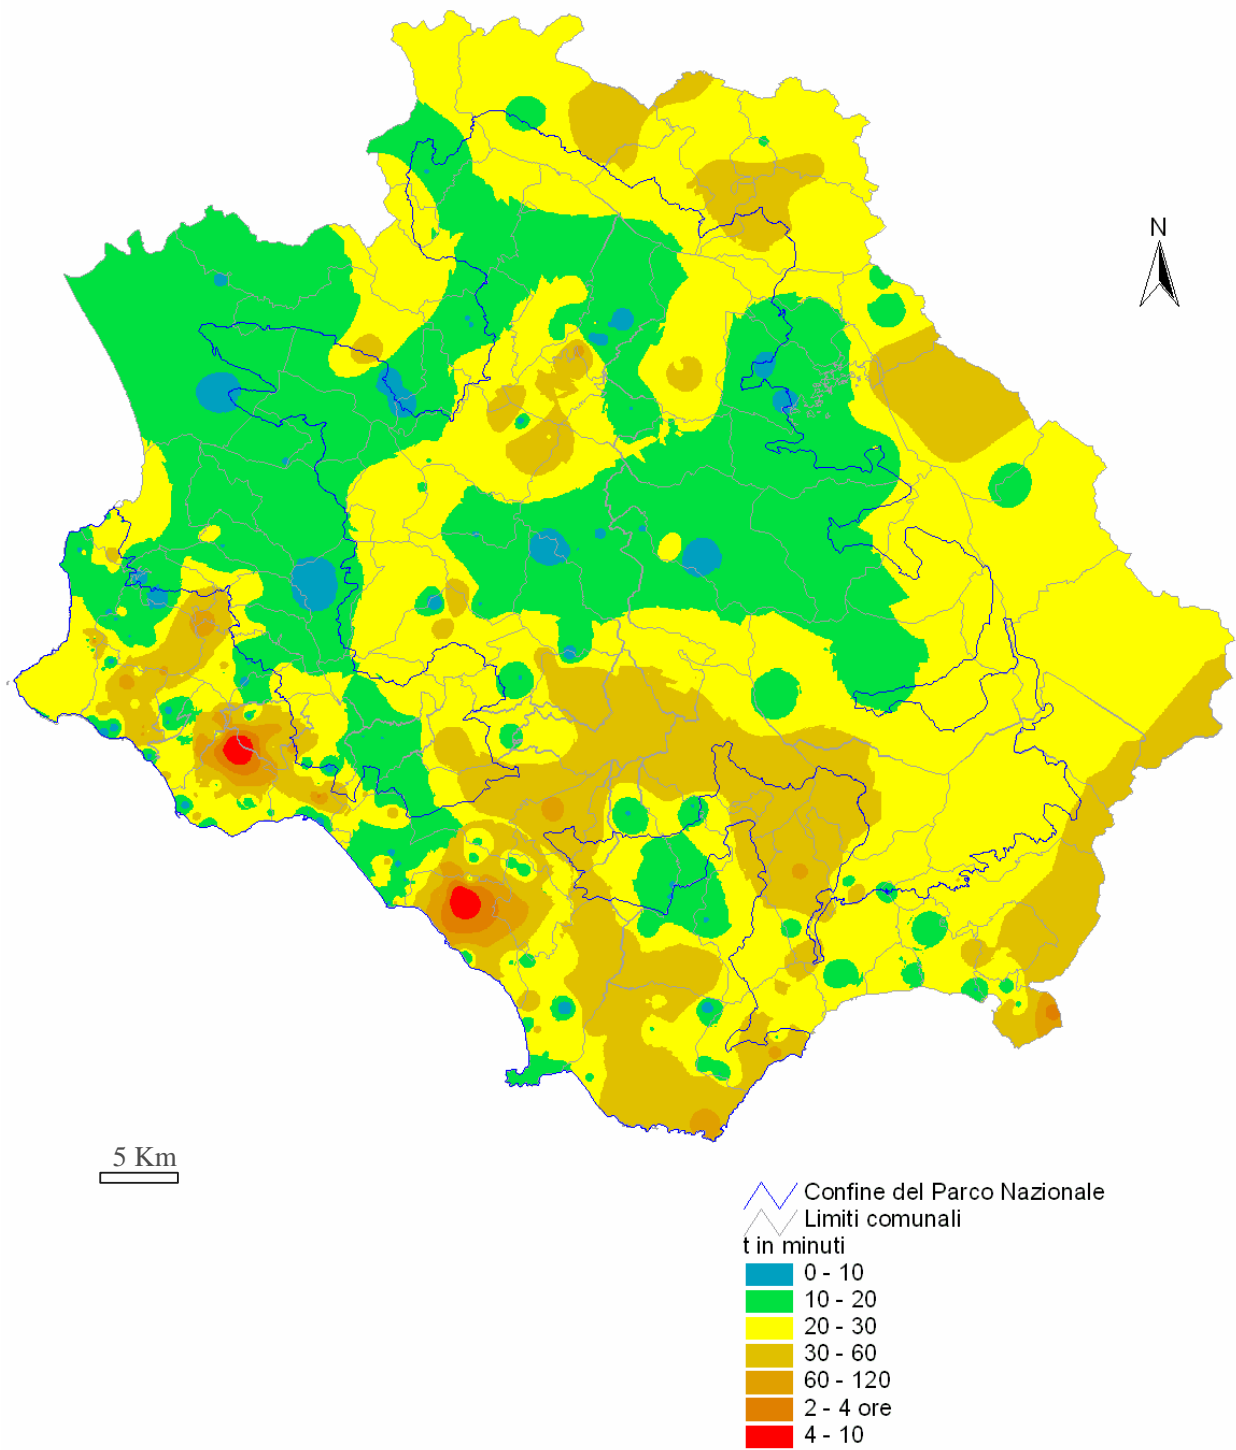 N
5 Km
Confine del Parco Nazionale
Limiti comunali
t in minuti
0 - 10
10 - 20
20 - 30
30 - 60
60 - 120
2 - 4 ore
4 - 10